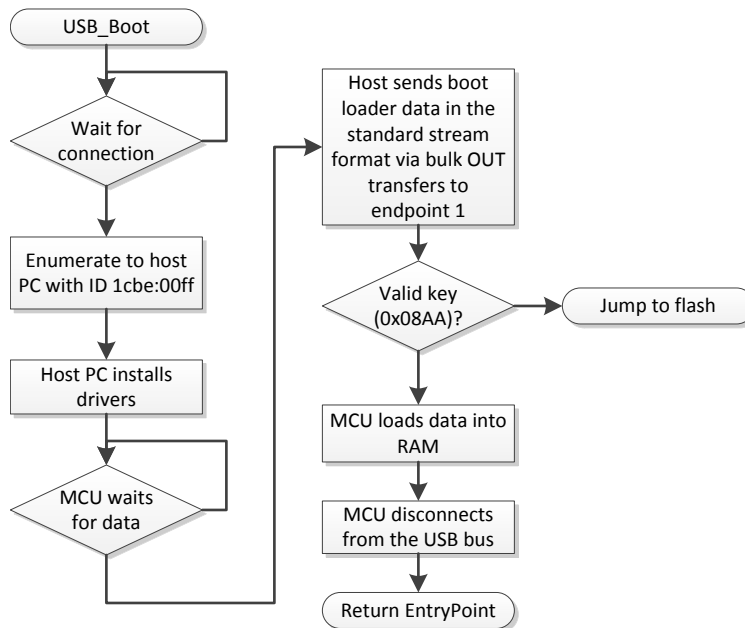 USB_Boot
Wait for
connection
Enumerate to host
PC with ID 1cbe:00ff
Host PC installs
drivers
MCU waits
for data
Host sends boot
loader data in the
standard stream
format via bulk OUT
transfers to
endpoint 1
Valid key
(0x08AA)?
Jump to flash
MCU loads data into
RAM
MCU disconnects
from the USB bus
Return EntryPoint